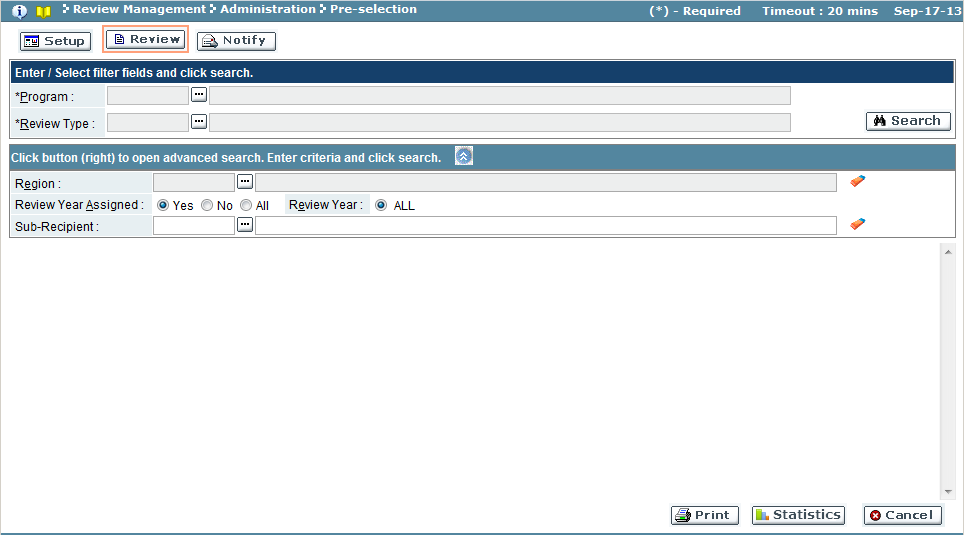 Review Management Administration Pre-selection (*) - Required Timeout : 20 mins Sep-17-13
Setup Review Notify
Enter / Select filter fields and click search.
*Program : ...
*Review Type : ... Search
Click button (right) to open advanced search. Enter criteria and click search.
Region : ...
Review Year Assigned : Yes No All Review Year : ALL
Sub-Recipient : ...
Print Statistics Cancel